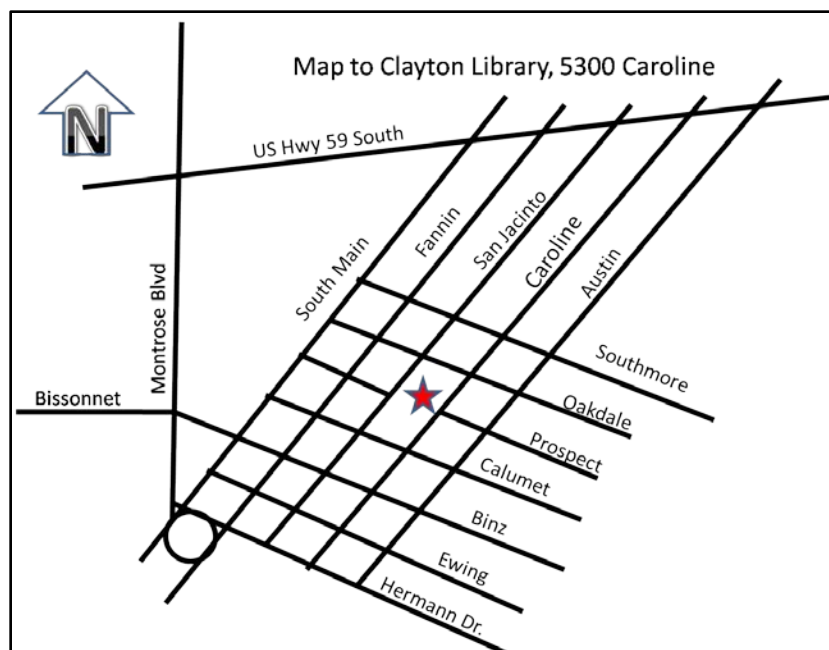 Map to Clayton Library, 5300 Caroline
N
US Hwy 59 South
Fannin
San Jacinto
Caroline
Austin
South Main
Montrose Blvd
Bissonnet
Southmore
Oakdale
Prospect
Calumet
Binz
Ewing
Hermann Dr.